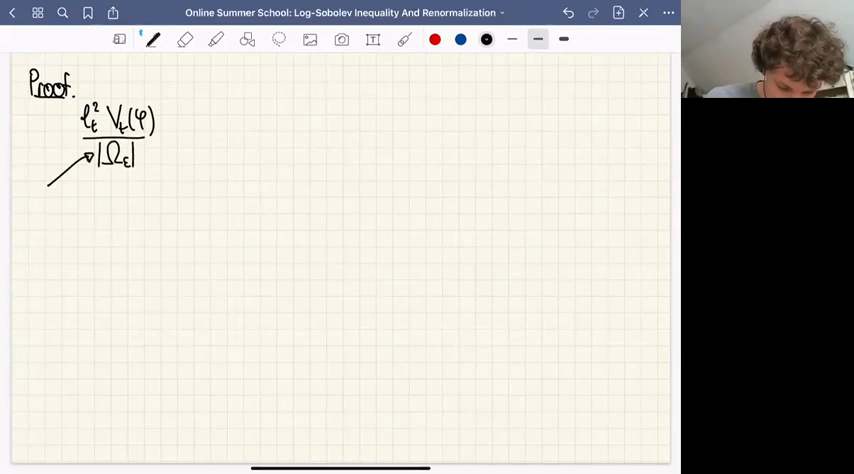 Online Summer School: Log-Sobolev Inequality And Renormalization
Proof.
ℓ_t² V_t(φ)
|Ω_ε|